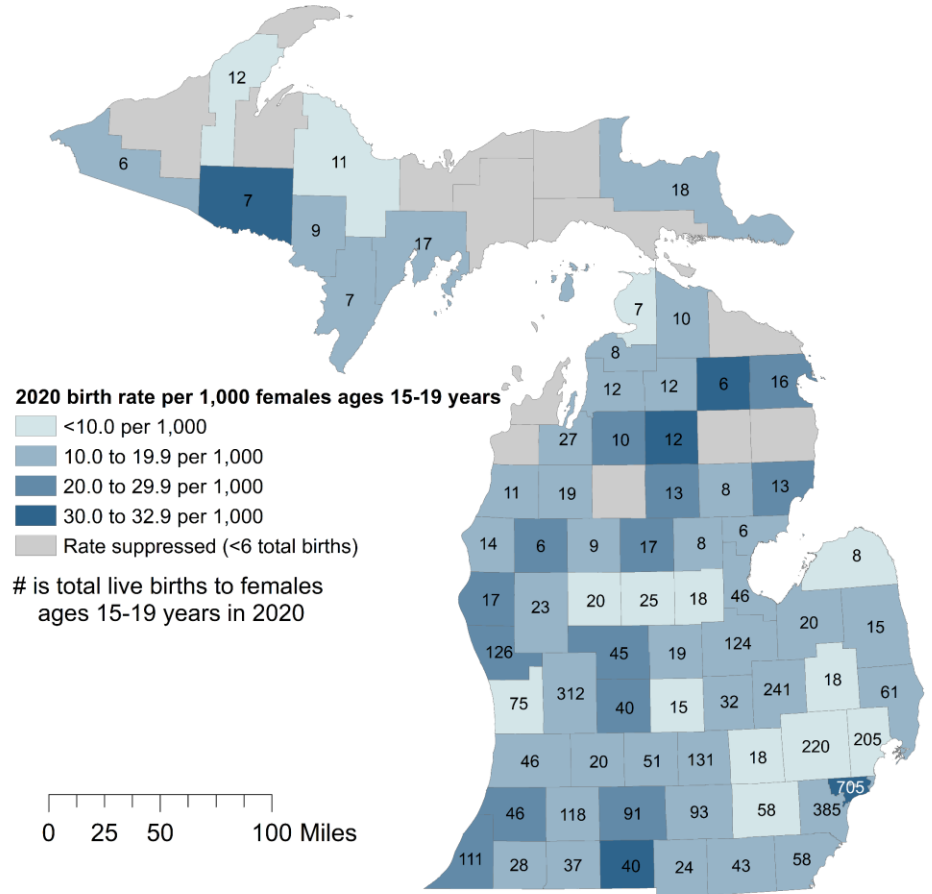 12
6
11
18
7
9
17
7
7
10
8
2020 birth rate per 1,000 females ages 15-19 years
<10.0 per 1,000
10.0 to 19.9 per 1,000
20.0 to 29.9 per 1,000
30.0 to 32.9 per 1,000
Rate suppressed (<6 total births)
# is total live births to females
ages 15-19 years in 2020
12 12 6 16
27 10 12
11 19 13 8 13
14 6 9 17 8 6
8
17 23 20 25 18 46 20 15
126 45 19 124
75 312 40 15 32 241 18 61
46 20 51 131 18 220 205
705
46 118 91 93 58 385
111 28 37 40 24 43 58
0 25 50 100 Miles